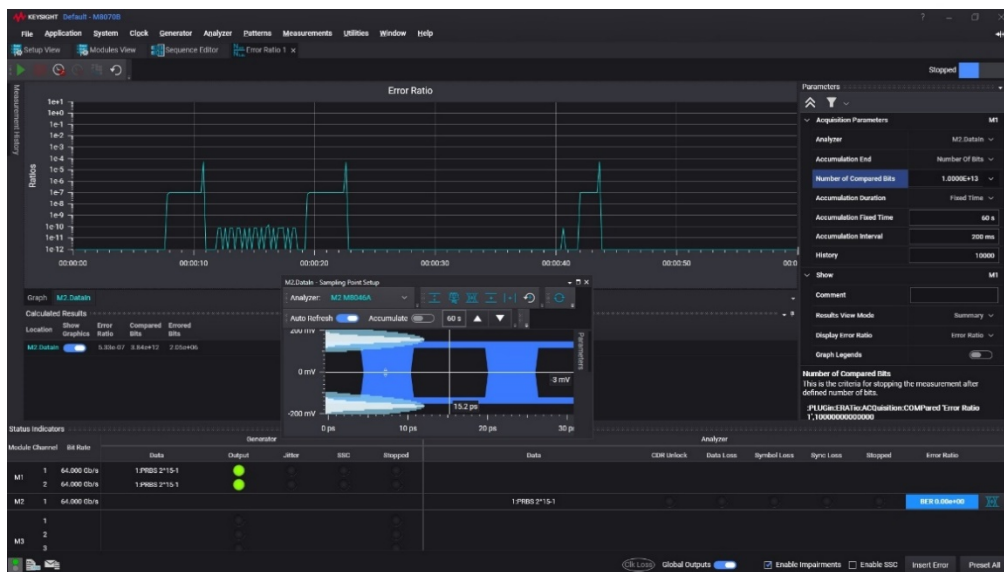 KEYSIGHT Default - M8070B
File Application System Clock Generator Analyzer Patterns Measurements Utilities Window Help
Setup View Modules View Sequence Editor Error Ratio 1 x
Stopped
Measurement History
Error Ratio
Ratios
1e+1
1e+0
1e-1
1e-2
1e-3
1e-4
1e-5
1e-6
1e-7
1e-8
1e-9
1e-10
1e-11
1e-12
00:00:00 00:00:10 00:00:20 00:00:30 00:00:40 00:00:50 00:0
Parameters
Acquisition Parameters M1
Analyzer M2.DataIn
Accumulation End Number Of Bits
Number of Compared Bits 1.0000E+13
Accumulation Duration Fixed Time
Accumulation Fixed Time 60 s
Accumulation Interval 200 ms
History 10000
Show M1
Comment
Results View Mode Summary
Display Error Ratio Error Ratio
Graph Legends
Number of Compared Bits
This is the criteria for stopping the measurement after
defined number of bits.
:PLUGin:ERATio:ACQuisition:COMPared 'Error Ratio
1',10000000000000
Graph M2.DataIn
Calculated Results
Location Show Graphics Error Ratio Compared Bits Errored Bits
M2.DataIn 5.33e-07 3.84e+12 2.05e+06
M2.DataIn - Sampling Point Setup
Analyzer: M2 M8046A
Auto Refresh Accumulate 60 s
Parameters
200 mV
0 mV
-200 mV
-3 mV
15.2 ps
0 ps 10 ps 20 ps 30 p
Status Indicators
Generator Analyzer
Module Channel Bit Rate Data Output Jitter SSC Stopped Data CDR Unlock Data Loss Symbol Loss Sync Loss Stopped Error Ratio
M1 1 64.000 Gb/s 1:PRBS 2^15-1
2 64.000 Gb/s 1:PRBS 2^15-1
M2 1 64.000 Gb/s 1:PRBS 2^15-1 BER 0.00e+00
M3 1
2
3
Clk Loss Global Outputs Enable Impairments Enable SSC Insert Error Preset All